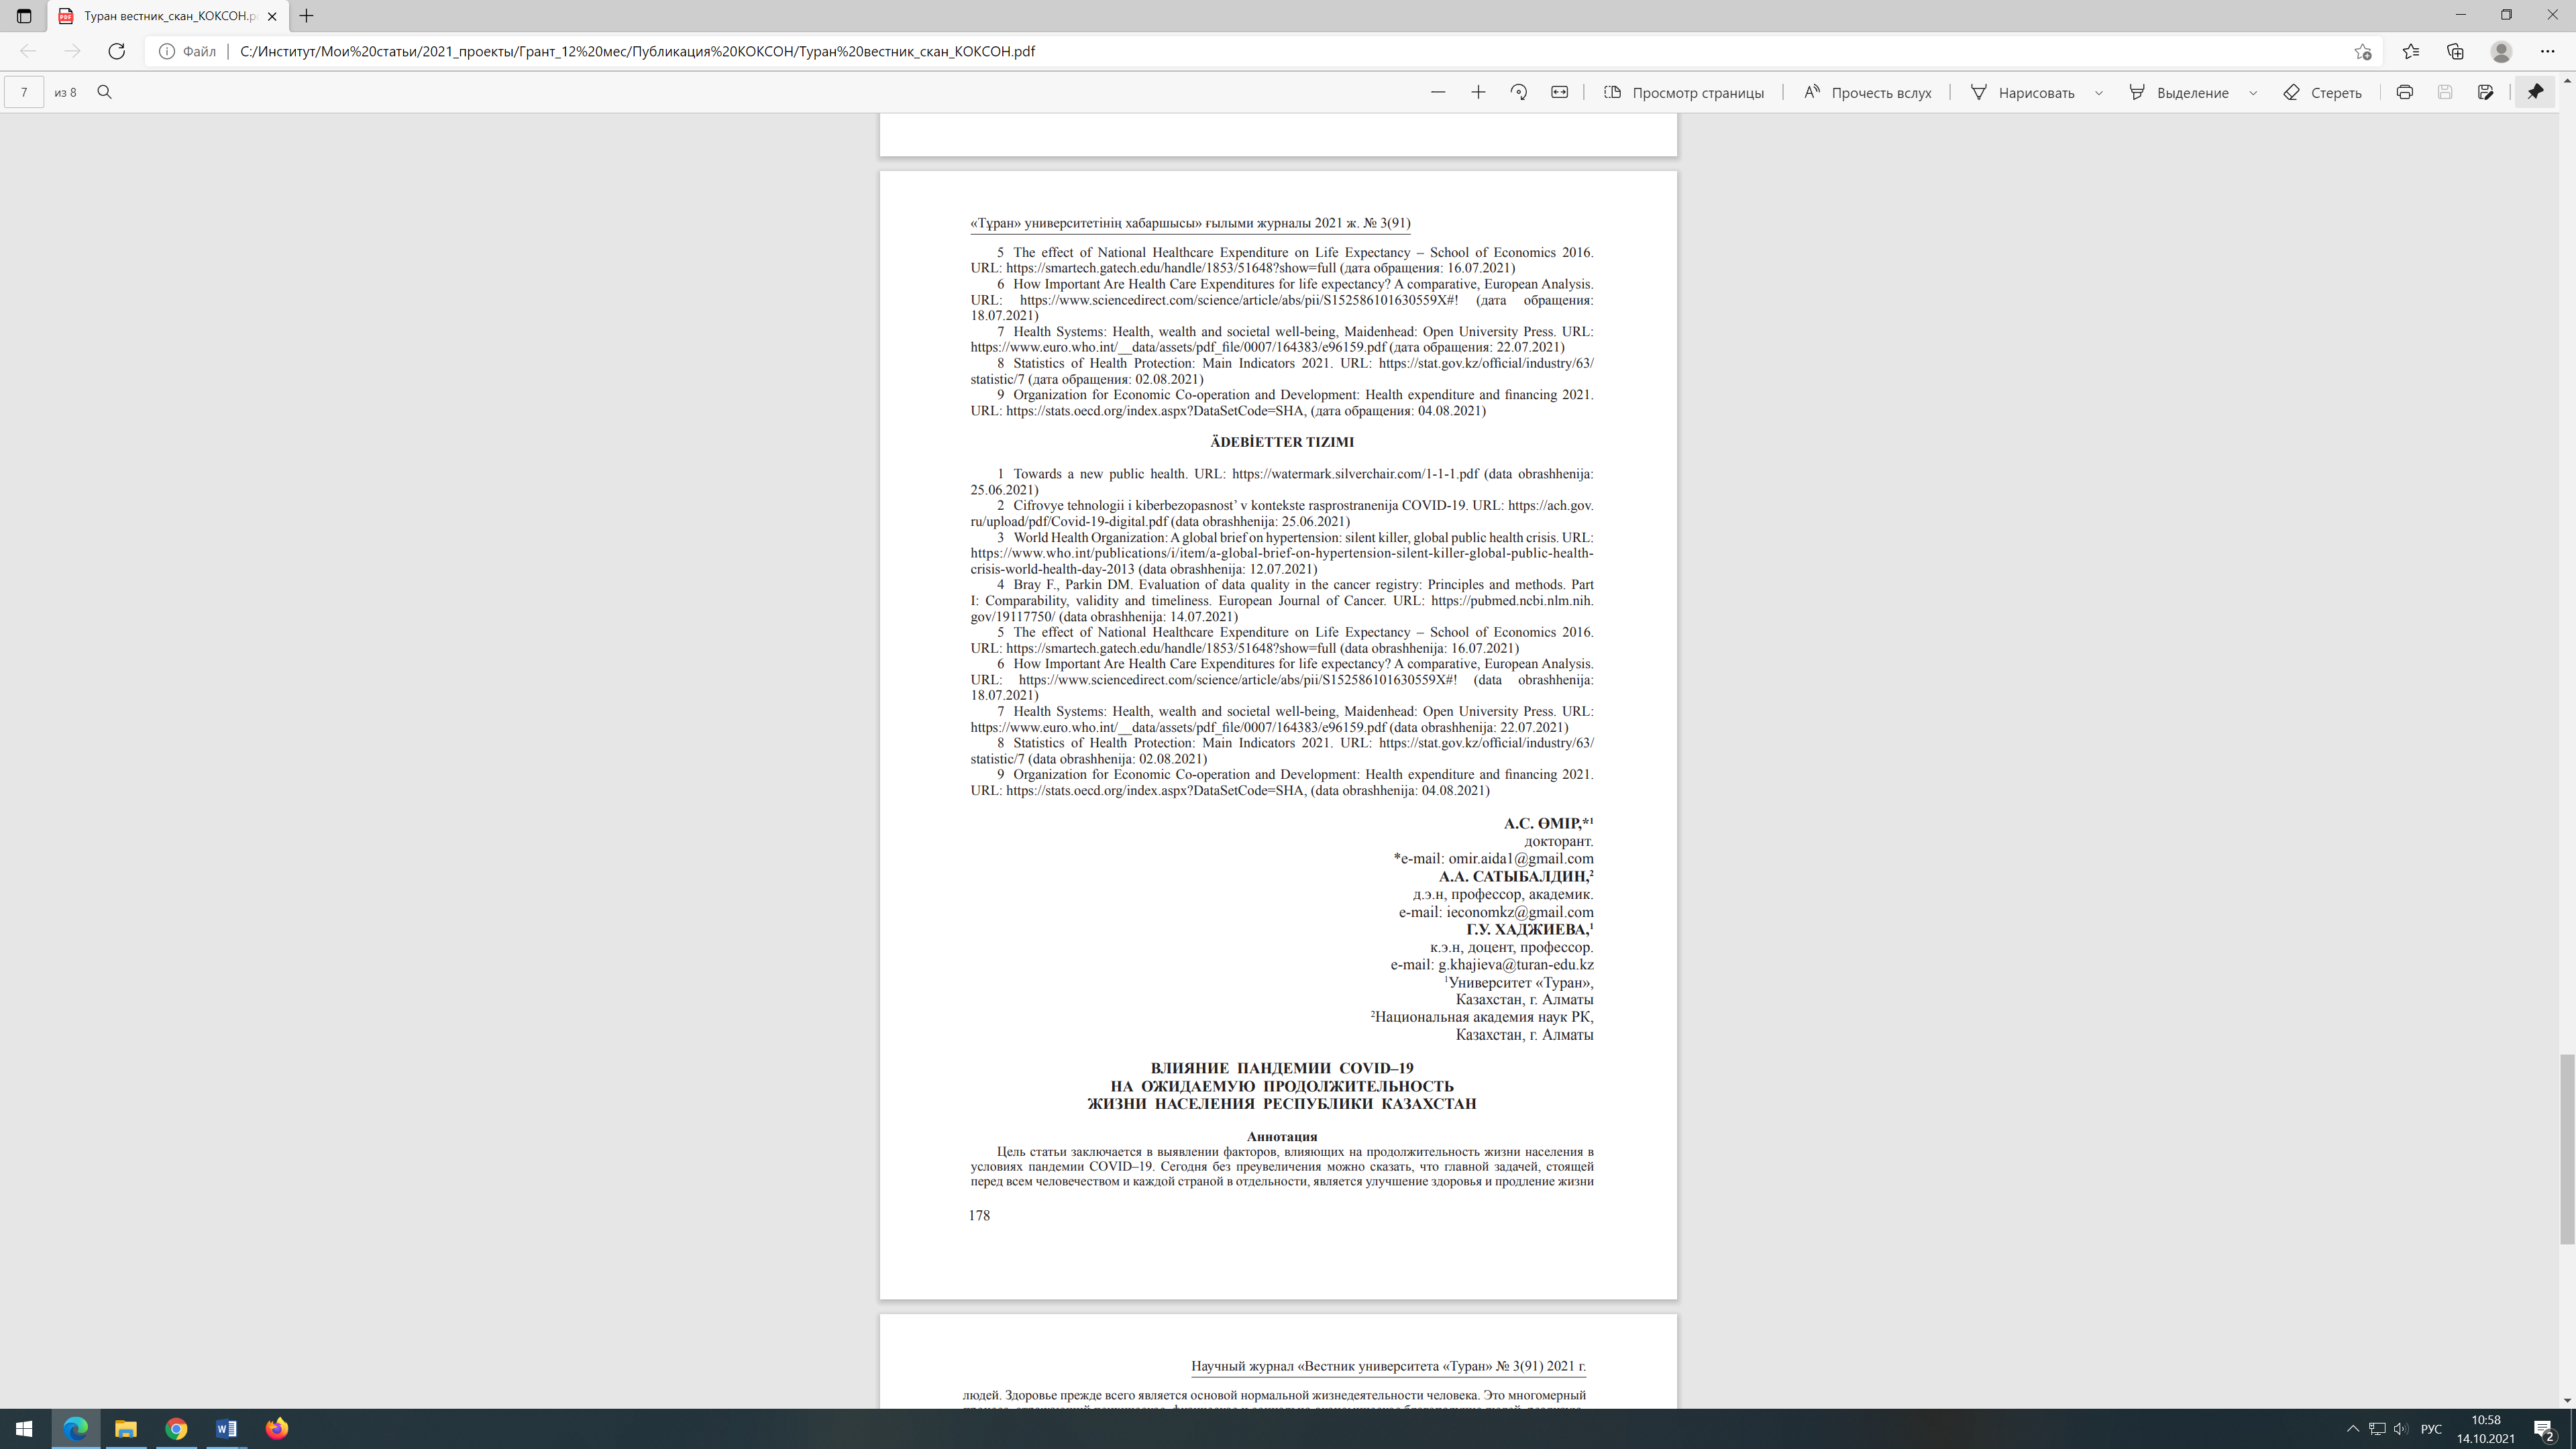 Туран вестник_скан_КОКСОН.p
Файл
C:/Институт/Мои%20статьи/2021_проекты/Грант_12%20мес/Публикация%20КОКСОН/Туран%20вестник_скан_КОКСОН.pdf
7 из 8
Просмотр страницы
Прочесть вслух
Нарисовать
Выделение
Стереть
«Тұран» университетінің хабаршысы» ғылыми журналы 2021 ж. № 3(91)
5 The effect of National Healthcare Expenditure on Life Expectancy – School of Economics 2016.
URL: https://smartech.gatech.edu/handle/1853/51648?show=full (дата обращения: 16.07.2021)
6 How Important Are Health Care Expenditures for life expectancy? A comparative, European Analysis.
URL: https://www.sciencedirect.com/science/article/abs/pii/S152586101630559X#! (дата обращения:
18.07.2021)
7 Health Systems: Health, wealth and societal well-being, Maidenhead: Open University Press. URL:
https://www.euro.who.int/__data/assets/pdf_file/0007/164383/e96159.pdf (дата обращения: 22.07.2021)
8 Statistics of Health Protection: Main Indicators 2021. URL: https://stat.gov.kz/official/industry/63/
statistic/7 (дата обращения: 02.08.2021)
9 Organization for Economic Co-operation and Development: Health expenditure and financing 2021.
URL: https://stats.oecd.org/index.aspx?DataSetCode=SHA, (дата обращения: 04.08.2021)
ÄDEBİETTER TIZIMI
1 Towards a new public health. URL: https://watermark.silverchair.com/1-1-1.pdf (data obrashhenija:
25.06.2021)
2 Cifrovye tehnologii i kiberbezopasnost’ v kontekste rasprostranenija COVID-19. URL: https://ach.gov.
ru/upload/pdf/Covid-19-digital.pdf (data obrashhenija: 25.06.2021)
3 World Health Organization: A global brief on hypertension: silent killer, global public health crisis. URL:
https://www.who.int/publications/i/item/a-global-brief-on-hypertension-silent-killer-global-public-health-
crisis-world-health-day-2013 (data obrashhenija: 12.07.2021)
4 Bray F., Parkin DM. Evaluation of data quality in the cancer registry: Principles and methods. Part
I: Comparability, validity and timeliness. European Journal of Cancer. URL: https://pubmed.ncbi.nlm.nih.
gov/19117750/ (data obrashhenija: 14.07.2021)
5 The effect of National Healthcare Expenditure on Life Expectancy – School of Economics 2016.
URL: https://smartech.gatech.edu/handle/1853/51648?show=full (data obrashhenija: 16.07.2021)
6 How Important Are Health Care Expenditures for life expectancy? A comparative, European Analysis.
URL: https://www.sciencedirect.com/science/article/abs/pii/S152586101630559X#! (data obrashhenija:
18.07.2021)
7 Health Systems: Health, wealth and societal well-being, Maidenhead: Open University Press. URL:
https://www.euro.who.int/__data/assets/pdf_file/0007/164383/e96159.pdf (data obrashhenija: 22.07.2021)
8 Statistics of Health Protection: Main Indicators 2021. URL: https://stat.gov.kz/official/industry/63/
statistic/7 (data obrashhenija: 02.08.2021)
9 Organization for Economic Co-operation and Development: Health expenditure and financing 2021.
URL: https://stats.oecd.org/index.aspx?DataSetCode=SHA, (data obrashhenija: 04.08.2021)
А.С. ӨМІР,*¹
докторант.
*e-mail: omir.aida1@gmail.com
А.А. САТЫБАЛДИН,²
д.э.н, профессор, академик.
e-mail: ieconomkz@gmail.com
Г.У. ХАДЖИЕВА,¹
к.э.н, доцент, профессор.
e-mail: g.khajieva@turan-edu.kz
¹Университет «Туран»,
Казахстан, г. Алматы
²Национальная академия наук РК,
Казахстан, г. Алматы
ВЛИЯНИЕ ПАНДЕМИИ COVID–19
НА ОЖИДАЕМУЮ ПРОДОЛЖИТЕЛЬНОСТЬ
ЖИЗНИ НАСЕЛЕНИЯ РЕСПУБЛИКИ КАЗАХСТАН
Аннотация
Цель статьи заключается в выявлении факторов, влияющих на продолжительность жизни населения в
условиях пандемии COVID–19. Сегодня без преувеличения можно сказать, что главной задачей, стоящей
перед всем человечеством и каждой страной в отдельности, является улучшение здоровья и продление жизни
178
Научный журнал «Вестник университета «Туран» № 3(91) 2021 г.
людей. Здоровье прежде всего является основой нормальной жизнедеятельности человека. Это многомерный
РУС
10:58
14.10.2021
2